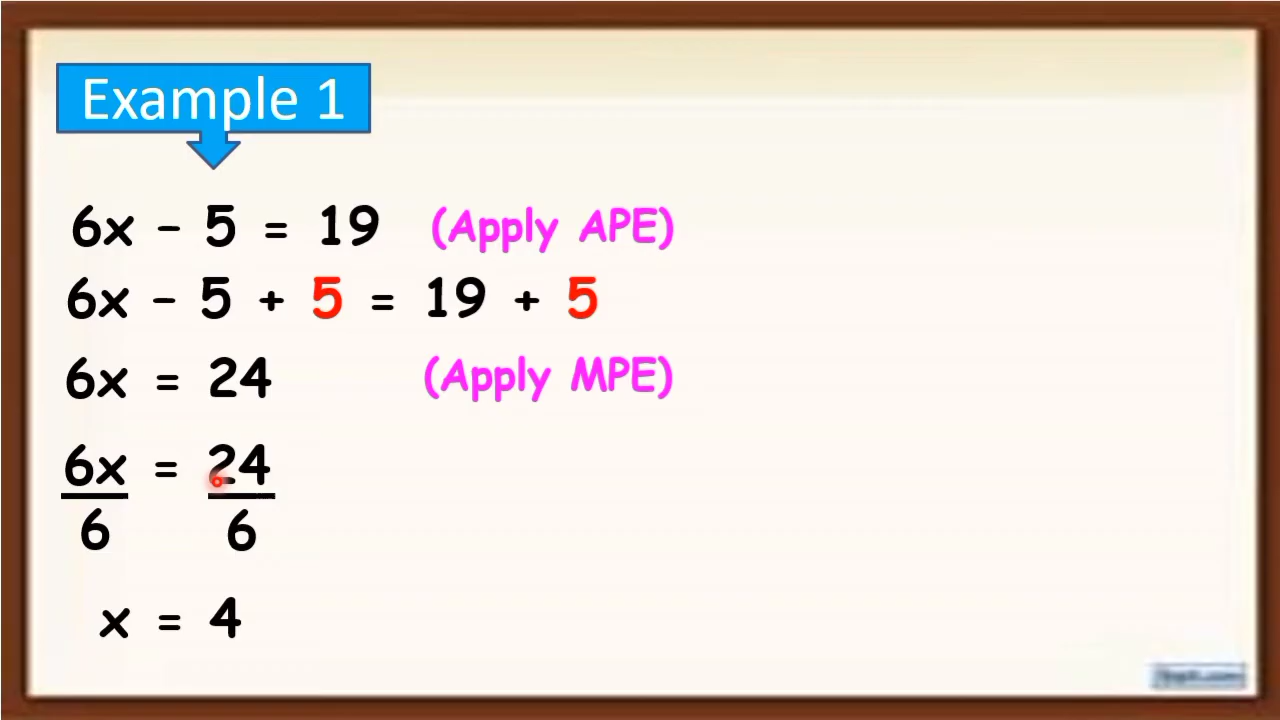 Example 1
6x – 5 = 19 (Apply APE)
6x – 5 + 5 = 19 + 5
6x = 24 (Apply MPE)
6x = 24
6 6
x = 4